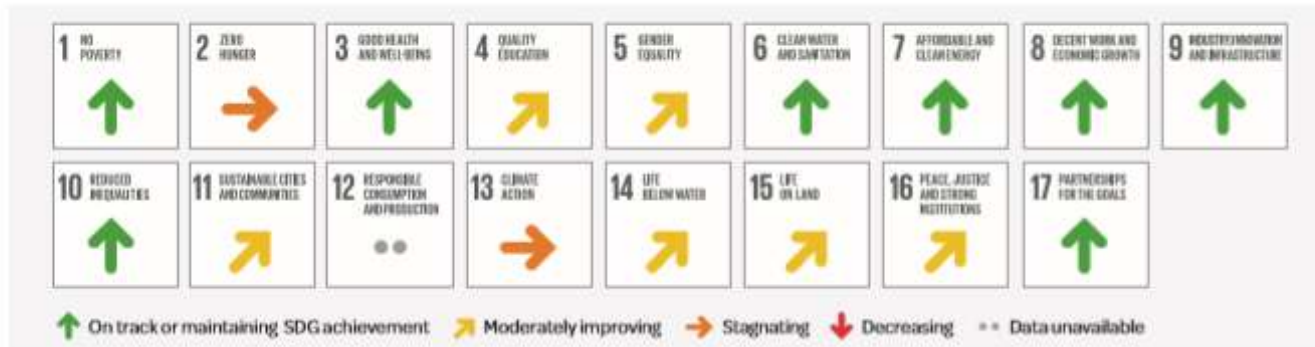 1 NO
POVERTY
2 ZERO
HUNGER
3 GOOD HEALTH
AND WELL-BEING
4 QUALITY
EDUCATION
5 GENDER
EQUALITY
6 CLEAN WATER
AND SANITATION
7 AFFORDABLE AND
CLEAN ENERGY
8 DECENT WORK AND
ECONOMIC GROWTH
9 INDUSTRY, INNOVATION
AND INFRASTRUCTURE
10 REDUCED
INEQUALITIES
11 SUSTAINABLE CITIES
AND COMMUNITIES
12 RESPONSIBLE
CONSUMPTION
AND PRODUCTION
13 CLIMATE
ACTION
14 LIFE
BELOW WATER
15 LIFE
ON LAND
16 PEACE, JUSTICE
AND STRONG
INSTITUTIONS
17 PARTNERSHIPS
FOR THE GOALS
On track or maintaining SDG achievement Moderately improving Stagnating Decreasing Data unavailable